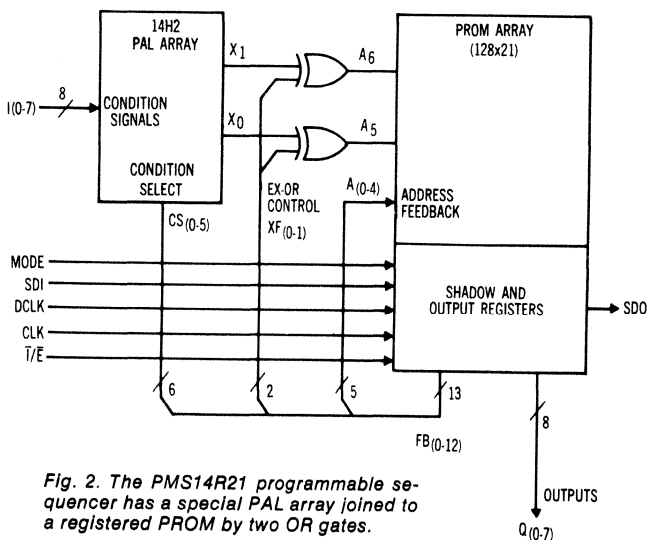 14H2
PAL ARRAY
X1
A6
PROM ARRAY
(128x21)
8
I(0-7)
CONDITION
SIGNALS
X0
A5
CONDITION
SELECT
EX-OR
CONTROL
XF(0-1)
A(0-4)
ADDRESS
FEEDBACK
CS(0-5)
MODE
SDI
DCLK
CLK
I/E
SHADOW AND
OUTPUT REGISTERS
SDO
6
2
5
13
8
FB(0-12)
OUTPUTS
Q(0-7)
Fig. 2. The PMS14R21 programmable se-
quencer has a special PAL array joined to
a registered PROM by two OR gates.